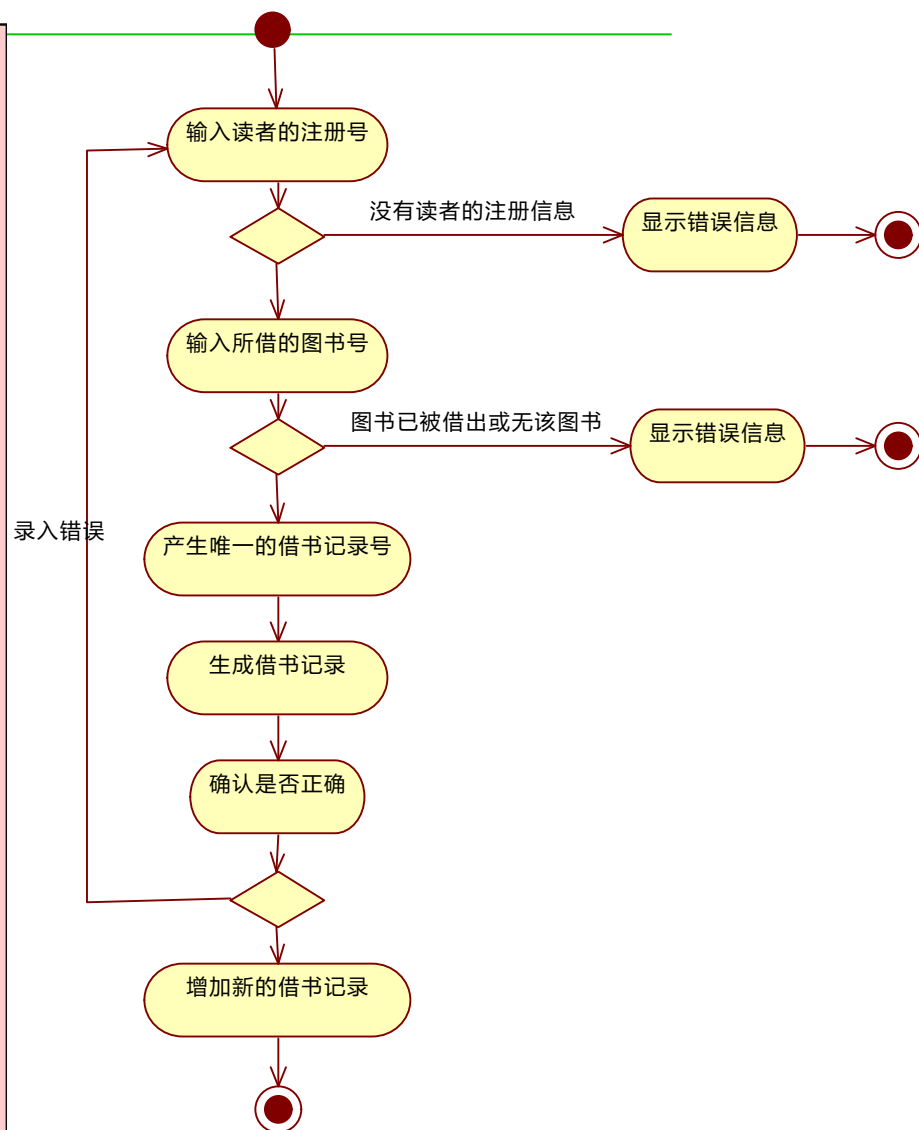 输入读者的注册号
没有读者的注册信息
显示错误信息
输入所借的图书号
图书已被借出或无该图书
显示错误信息
录入错误
产生唯一的借书记录号
生成借书记录
确认是否正确
增加新的借书记录